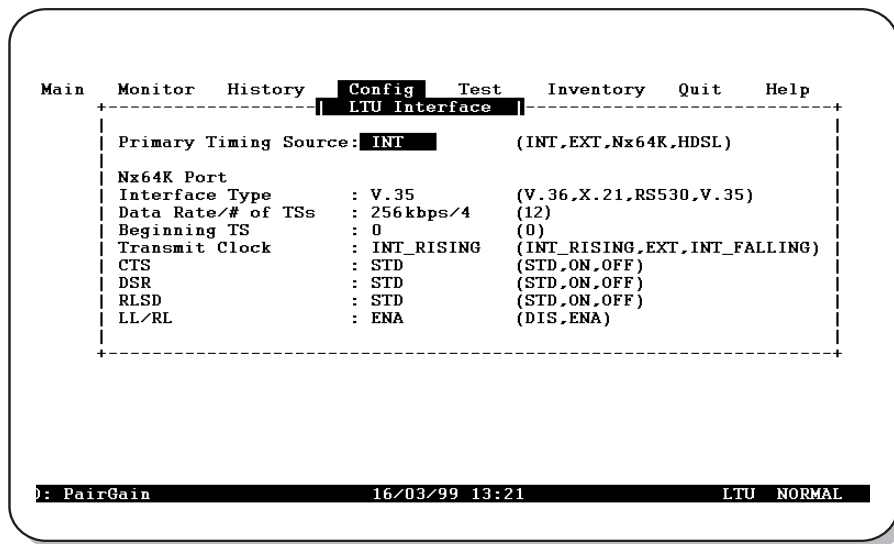 Main Monitor History Config Test Inventory Quit Help
LTU Interface
Primary Timing Source: INT (INT,EXT,Nx64K,HDSL)
Nx64K Port
Interface Type : V.35 (V.36,X.21,RS530,V.35)
Data Rate/# of TSs : 256kbps/4 (12)
Beginning TS : 0 (0)
Transmit Clock : INT_RISING (INT_RISING,EXT,INT_FALLING)
CTS : STD (STD,ON,OFF)
DSR : STD (STD,ON,OFF)
RLSD : STD (STD,ON,OFF)
LL/RL : ENA (DIS,ENA)
): PairGain 16/03/99 13:21 LTU NORMAL